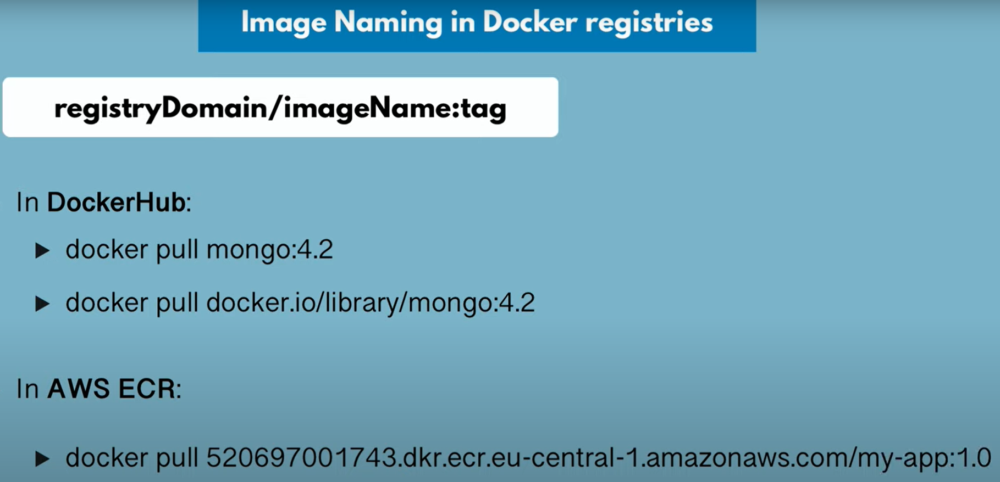 Image Naming in Docker registries
registryDomain/imageName:tag
In DockerHub:
▶ docker pull mongo:4.2
▶ docker pull docker.io/library/mongo:4.2
In AWS ECR:
▶ docker pull 520697001743.dkr.ecr.eu-central-1.amazonaws.com/my-app:1.0